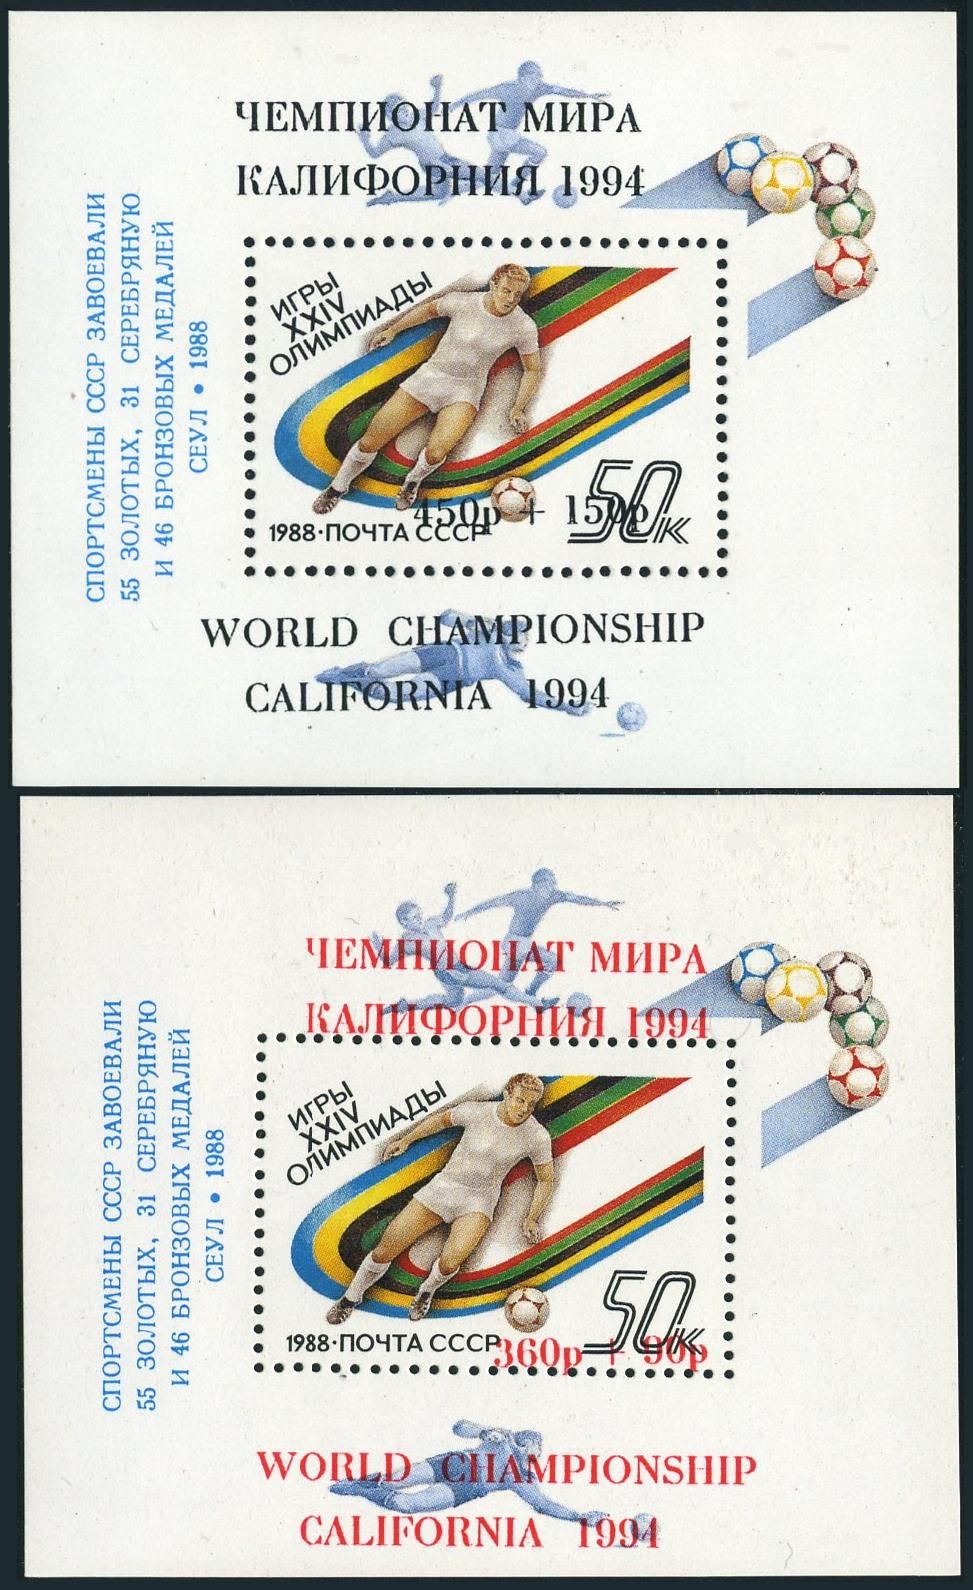 ЧЕМПИОНАТ МИРА
КАЛИФОРНИЯ 1994
СПОРТСМЕНЫ СССР ЗАВОЕВАЛИ
55 ЗОЛОТЫХ, 31 СЕРЕБРЯНУЮ
И 46 БРОНЗОВЫХ МЕДАЛЕЙ
СЕУЛ • 1988
ИГРЫ
XXIV
ОЛИМПИАДЫ
50к
450р + 150р
1988·ПОЧТА СССР
WORLD CHAMPIONSHIP
CALIFORNIA 1994
ЧЕМПИОНАТ МИРА
КАЛИФОРНИЯ 1994
СПОРТСМЕНЫ СССР ЗАВОЕВАЛИ
55 ЗОЛОТЫХ, 31 СЕРЕБРЯНУЮ
И 46 БРОНЗОВЫХ МЕДАЛЕЙ
СЕУЛ • 1988
ИГРЫ
XXIV
ОЛИМПИАДЫ
50к
1988·ПОЧТА СССР
360р + 90р
WORLD CHAMPIONSHIP
CALIFORNIA 1994